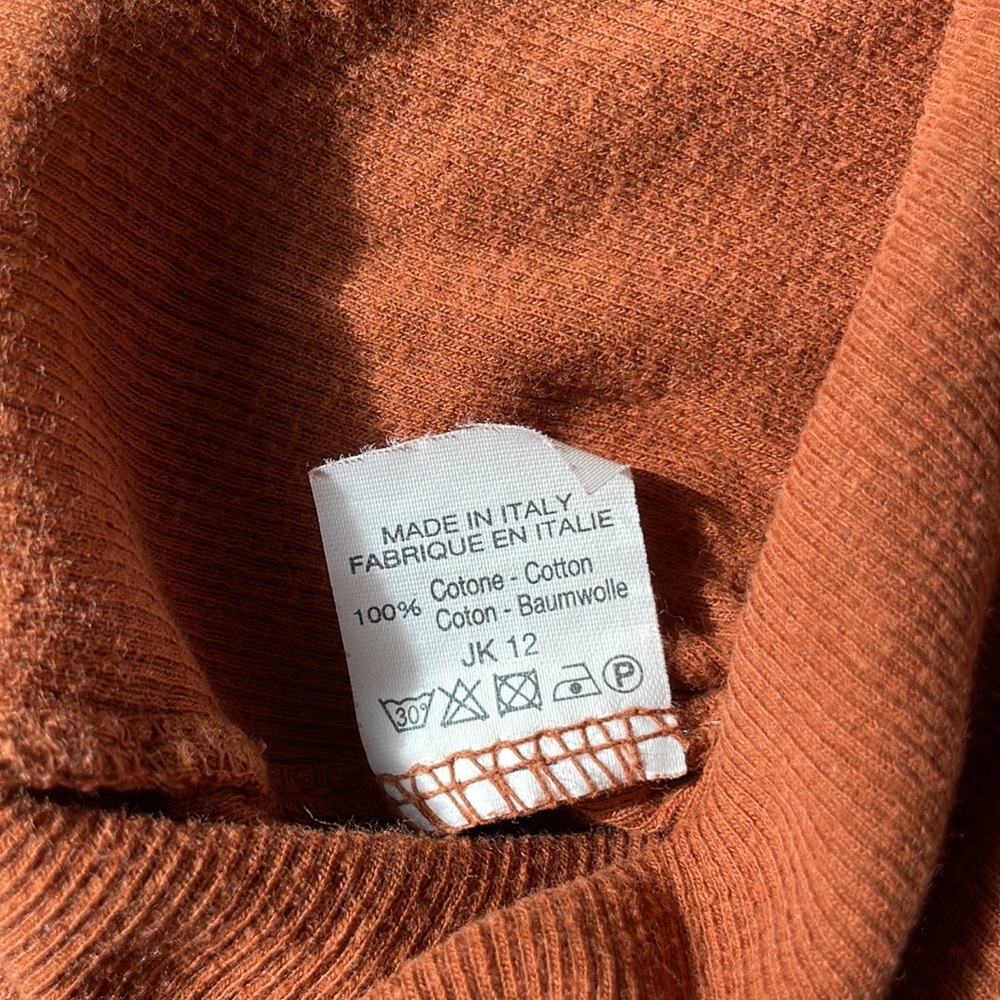 MADE IN ITALY
FABRIQUE EN ITALIE
100% Cotone - Cotton
Coton - Baumwolle
JK 12
30° P